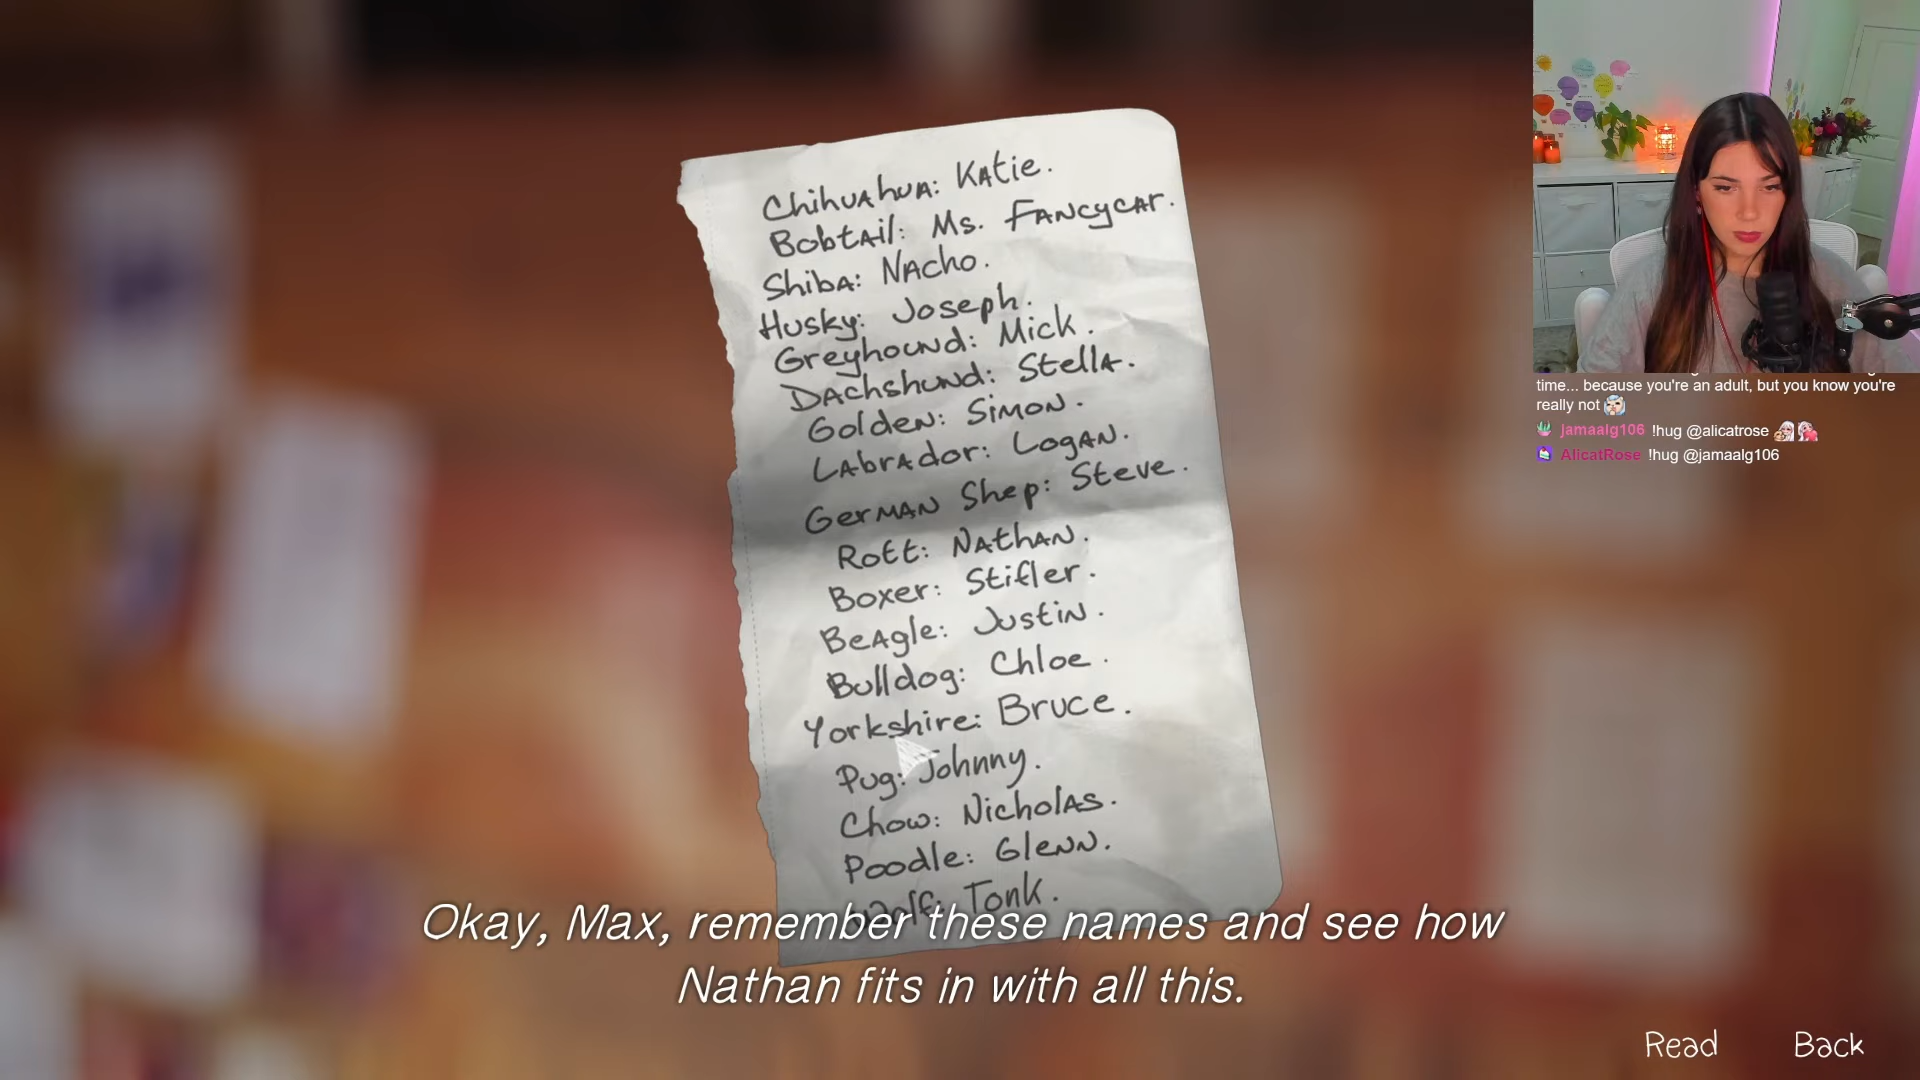 Chihuahua: Katie.
Bobtail: Ms. Fancycar.
Shiba: Nacho.
Husky: Joseph.
Greyhound: Mick.
Dachshund: Stella.
Golden: Simon.
Labrador: Logan.
German Shep: Steve.
Rott: Nathan.
Boxer: Stifler.
Beagle: Justin.
Bulldog: Chloe.
Yorkshire: Bruce.
Pug: Johnny.
Chow: Nicholas.
Poodle: Glenn.
Wolf: Tonk.
Okay, Max, remember these names and see how
Nathan fits in with all this.
Read Back
time... because you're an adult, but you know you're
really not
jamaalg106 !hug @alicatrose
AlicatRose !hug @jamaalg106